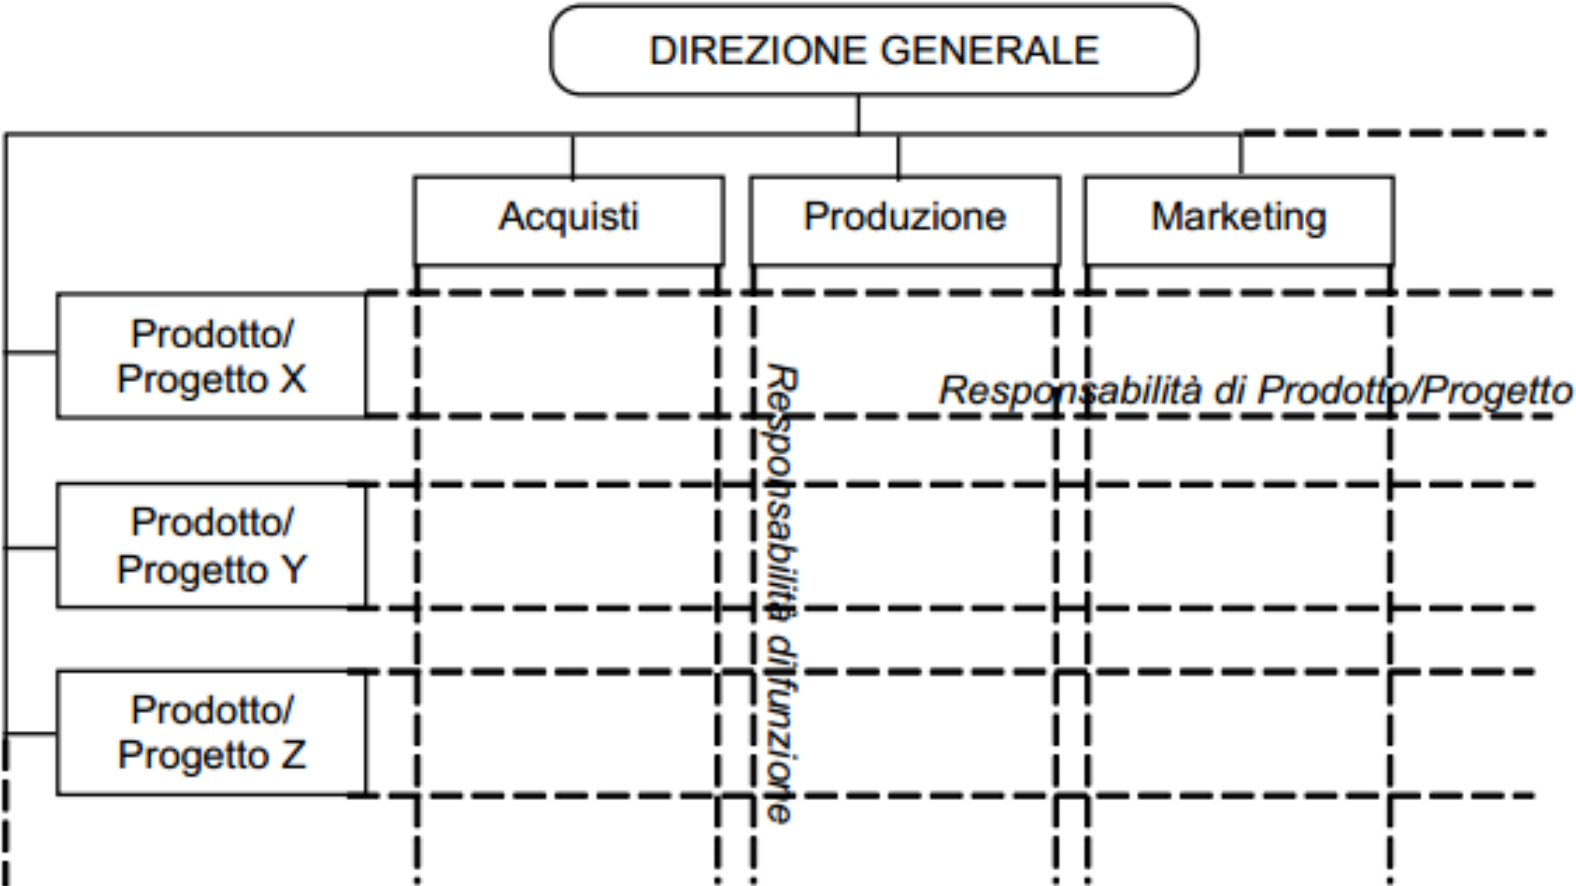 DIREZIONE GENERALE
Acquisti
Produzione
Marketing
Prodotto/
Progetto X
Responsabilità di Prodotto/Progetto
Responsabilità di funzione
Prodotto/
Progetto Y
Prodotto/
Progetto Z